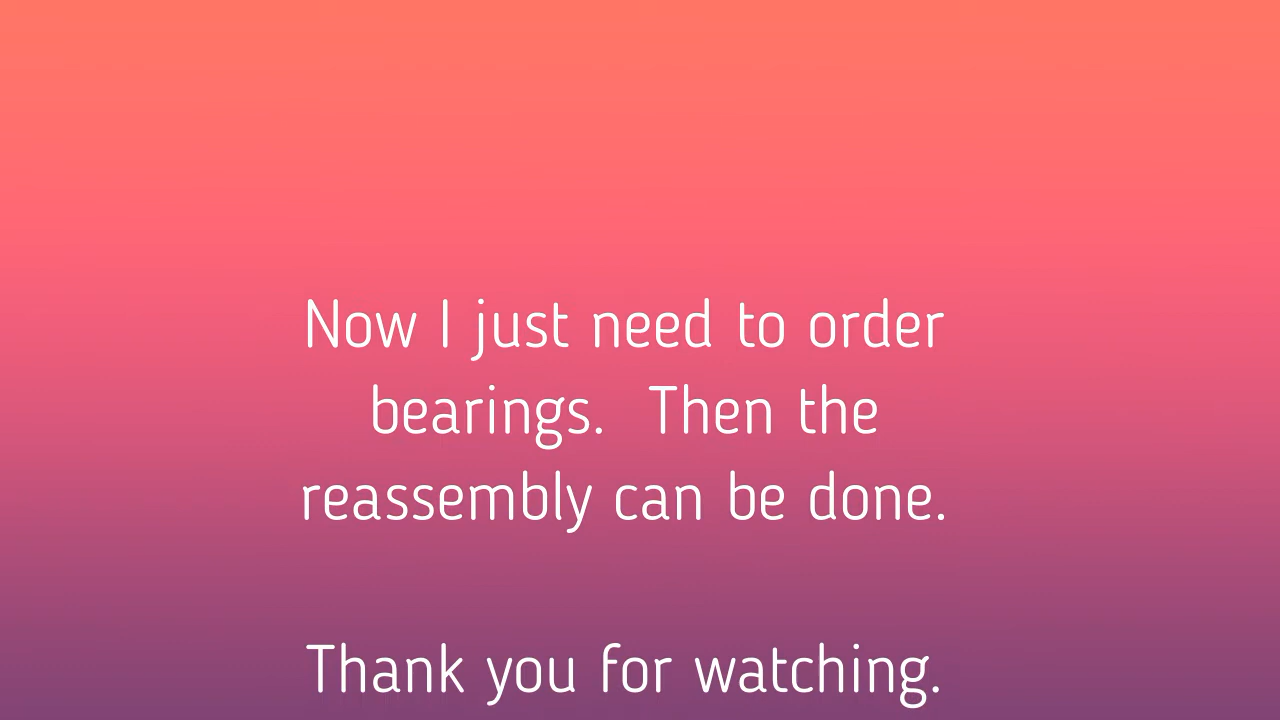 Now I just need to order
bearings.  Then the
reassembly can be done.
Thank you for watching.